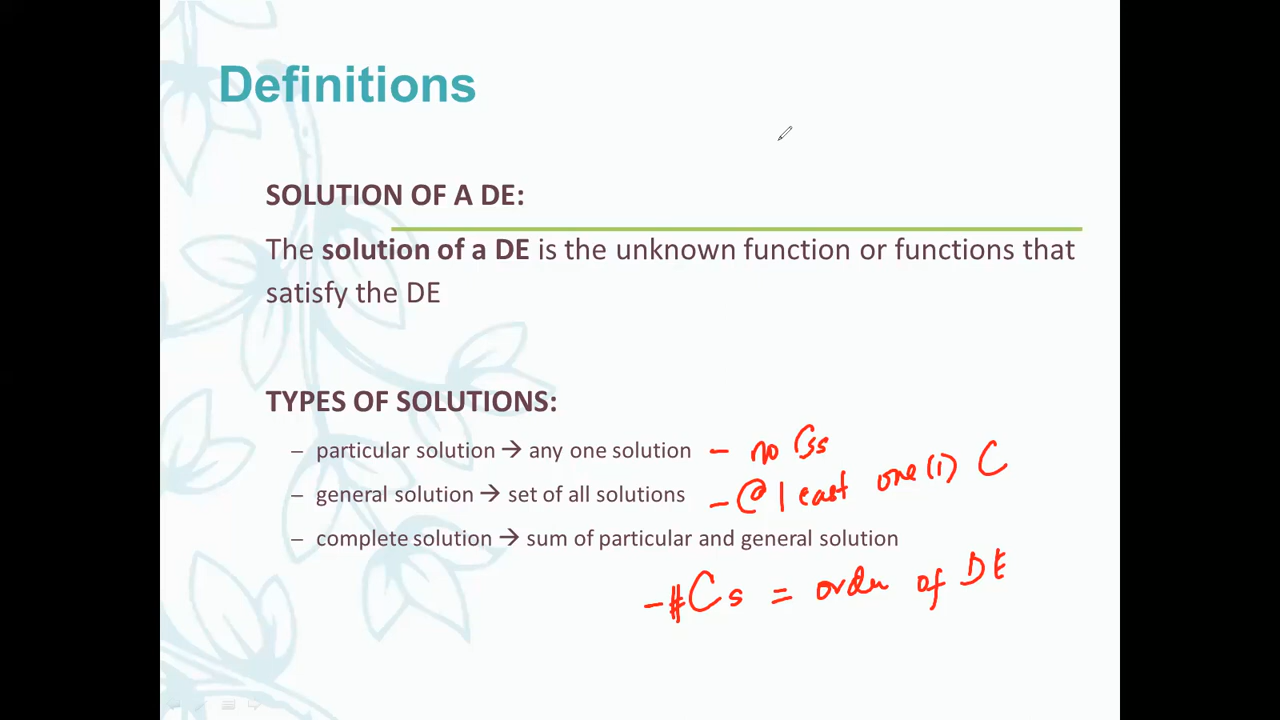 Definitions
SOLUTION OF A DE:
The solution of a DE is the unknown function or functions that
satisfy the DE
TYPES OF SOLUTIONS:
– particular solution → any one solution - no Css
– general solution → set of all solutions - @ least one (1) C
– complete solution → sum of particular and general solution
- # Cs = order of DE